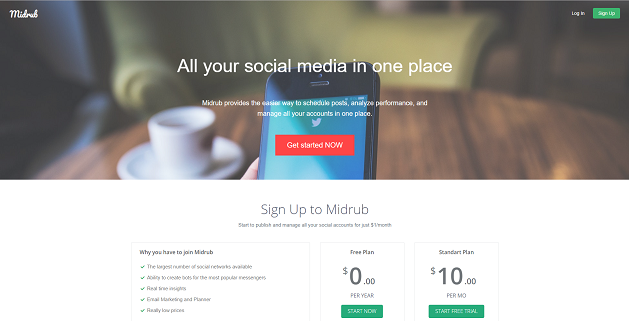 Midrub
Log In
Sign Up
All your social media in one place
Midrub provides the easier way to schedule posts, analyze performance, and
manage all your accounts in one place.
Get started NOW
Sign Up to Midrub
Start to publish and manage all your social accounts for just $1/month
Why you have to join Midrub
The largest number of social networks available
Ability to create bots for the most popular messengers
Real time insights
Email Marketing and Planner
Really low prices
Free Plan
$0.00
PER YEAR
START NOW
Standart Plan
$10.00
PER MO
START FREE TRIAL